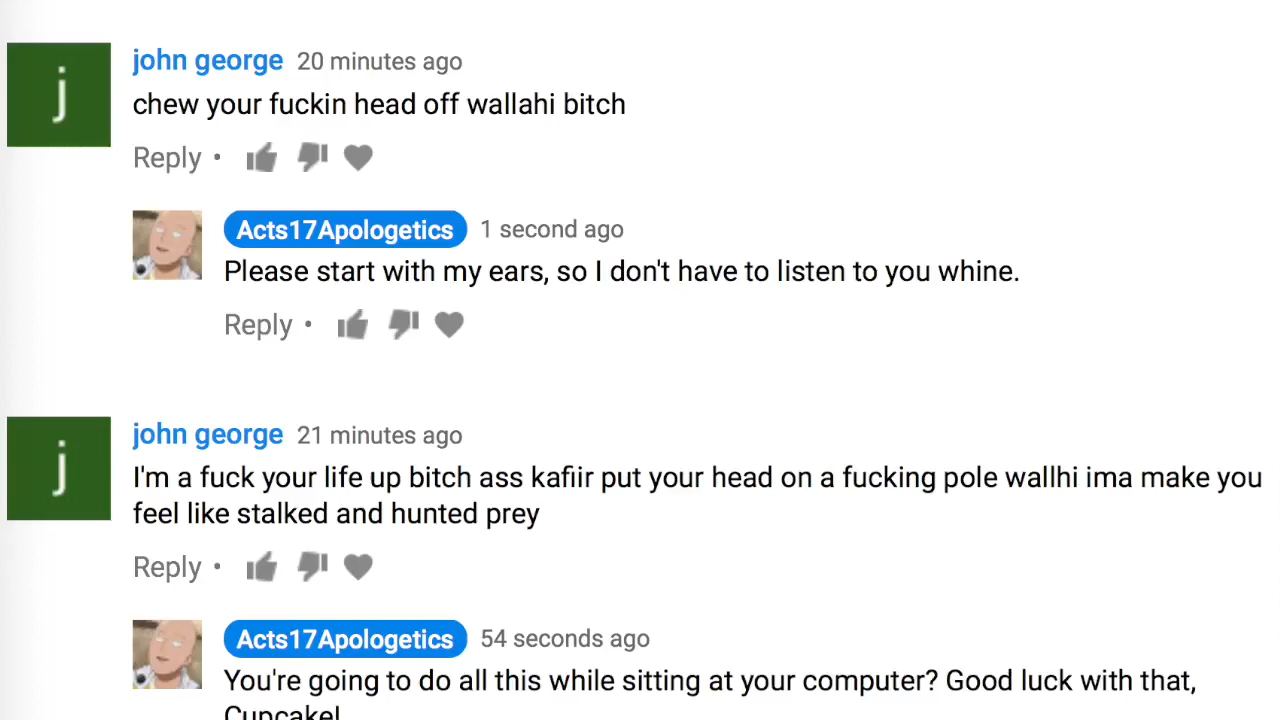 j
john george 20 minutes ago
chew your fuckin head off wallahi bitch
Reply •
Acts17Apologetics 1 second ago
Please start with my ears, so I don't have to listen to you whine.
Reply •
j
john george 21 minutes ago
I'm a fuck your life up bitch ass kafiir put your head on a fucking pole wallhi ima make you
feel like stalked and hunted prey
Reply •
Acts17Apologetics 54 seconds ago
You're going to do all this while sitting at your computer? Good luck with that,
Cupcake!